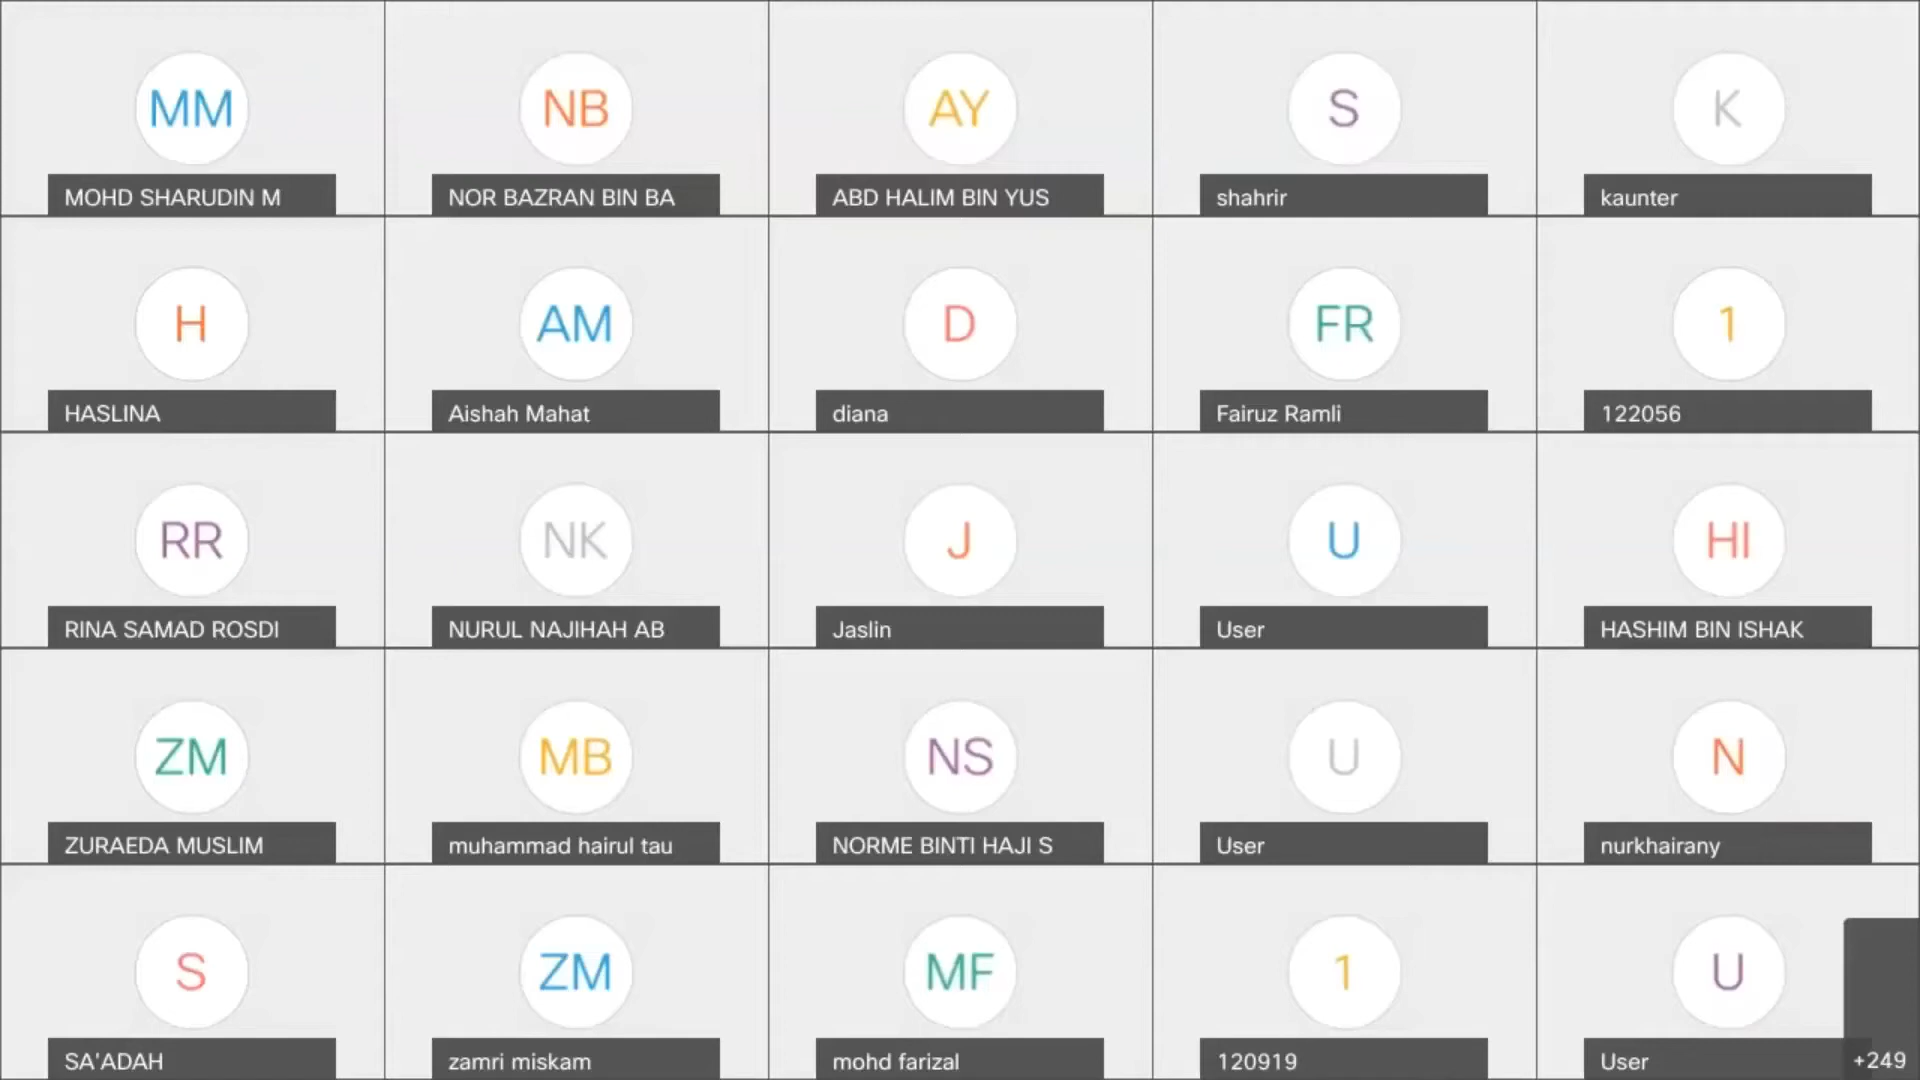 MM
NB
AY
S
K
MOHD SHARUDIN M
NOR BAZRAN BIN BA
ABD HALIM BIN YUS
shahrir
kaunter
H
AM
D
FR
1
HASLINA
Aishah Mahat
diana
Fairuz Ramli
122056
RR
NK
J
U
HI
RINA SAMAD ROSDI
NURUL NAJIHAH AB
Jaslin
User
HASHIM BIN ISHAK
ZM
MB
NS
U
N
ZURAEDA MUSLIM
muhammad hairul tau
NORME BINTI HAJI S
User
nurkhairany
S
ZM
MF
1
U
SA'ADAH
zamri miskam
mohd farizal
120919
User
+249